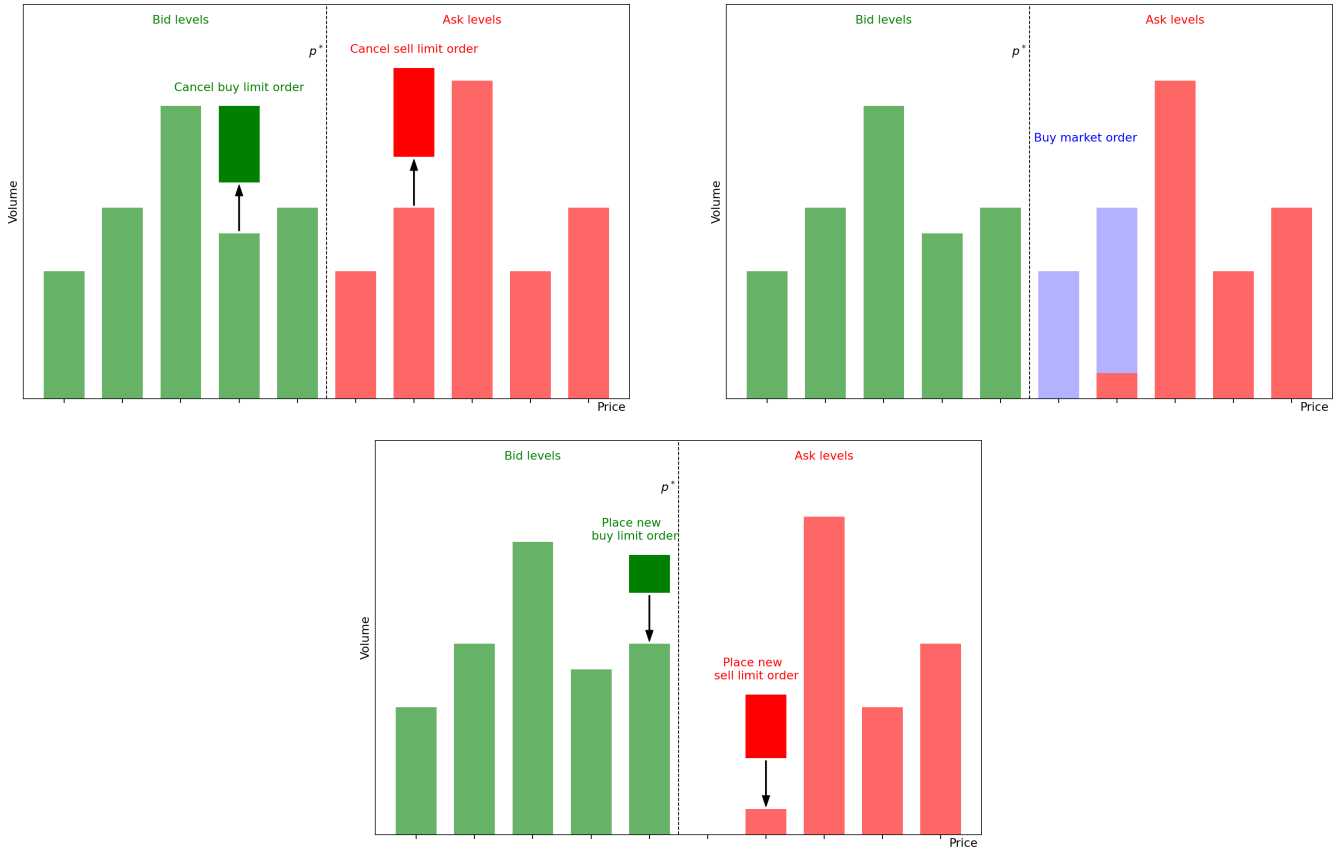 Bid levels
Ask levels
p*
Cancel sell limit order
Cancel buy limit order
Volume
Price
Bid levels
Ask levels
p*
Buy market order
Volume
Price
Bid levels
Ask levels
p*
Place new
buy limit order
Place new
sell limit order
Volume
Price